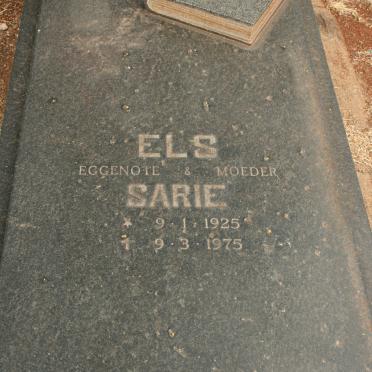 ELS
EGGENOTE & MOEDER
SARIE
* 9·1·1925
† 9·3·1975